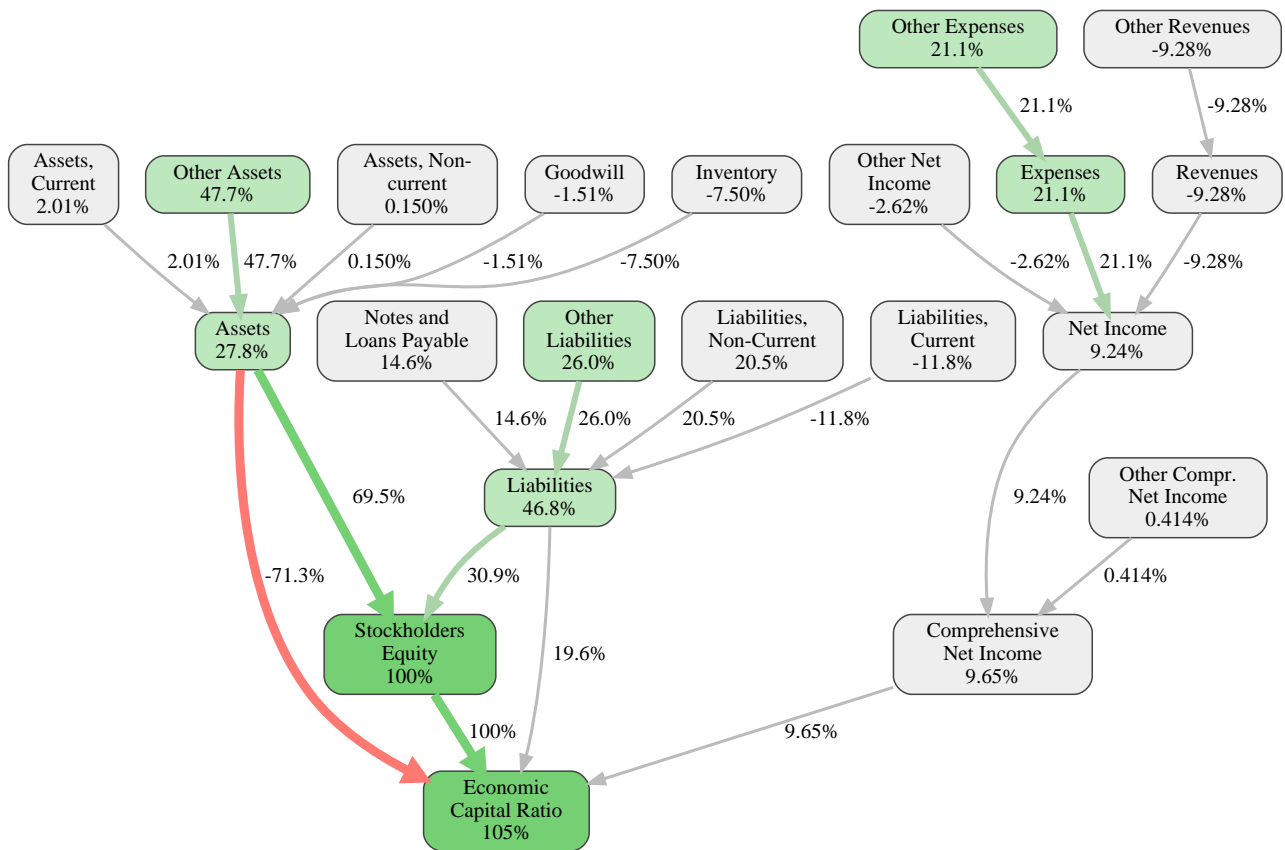 Other Expenses
21.1%
Other Revenues
-9.28%
21.1%
-9.28%
Assets,
Current
2.01%
Other Assets
47.7%
Assets, Non-
current
0.150%
Goodwill
-1.51%
Inventory
-7.50%
Other Net
Income
-2.62%
Expenses
21.1%
Revenues
-9.28%
2.01%
47.7%
0.150%
-1.51%
-7.50%
-2.62%
21.1%
-9.28%
Assets
27.8%
Notes and
Loans Payable
14.6%
Other
Liabilities
26.0%
Liabilities,
Non-Current
20.5%
Liabilities,
Current
-11.8%
Net Income
9.24%
14.6%
26.0%
20.5%
-11.8%
69.5%
Liabilities
46.8%
9.24%
Other Compr.
Net Income
0.414%
-71.3%
30.9%
0.414%
Stockholders
Equity
100%
19.6%
Comprehensive
Net Income
9.65%
100%
9.65%
Economic
Capital Ratio
105%